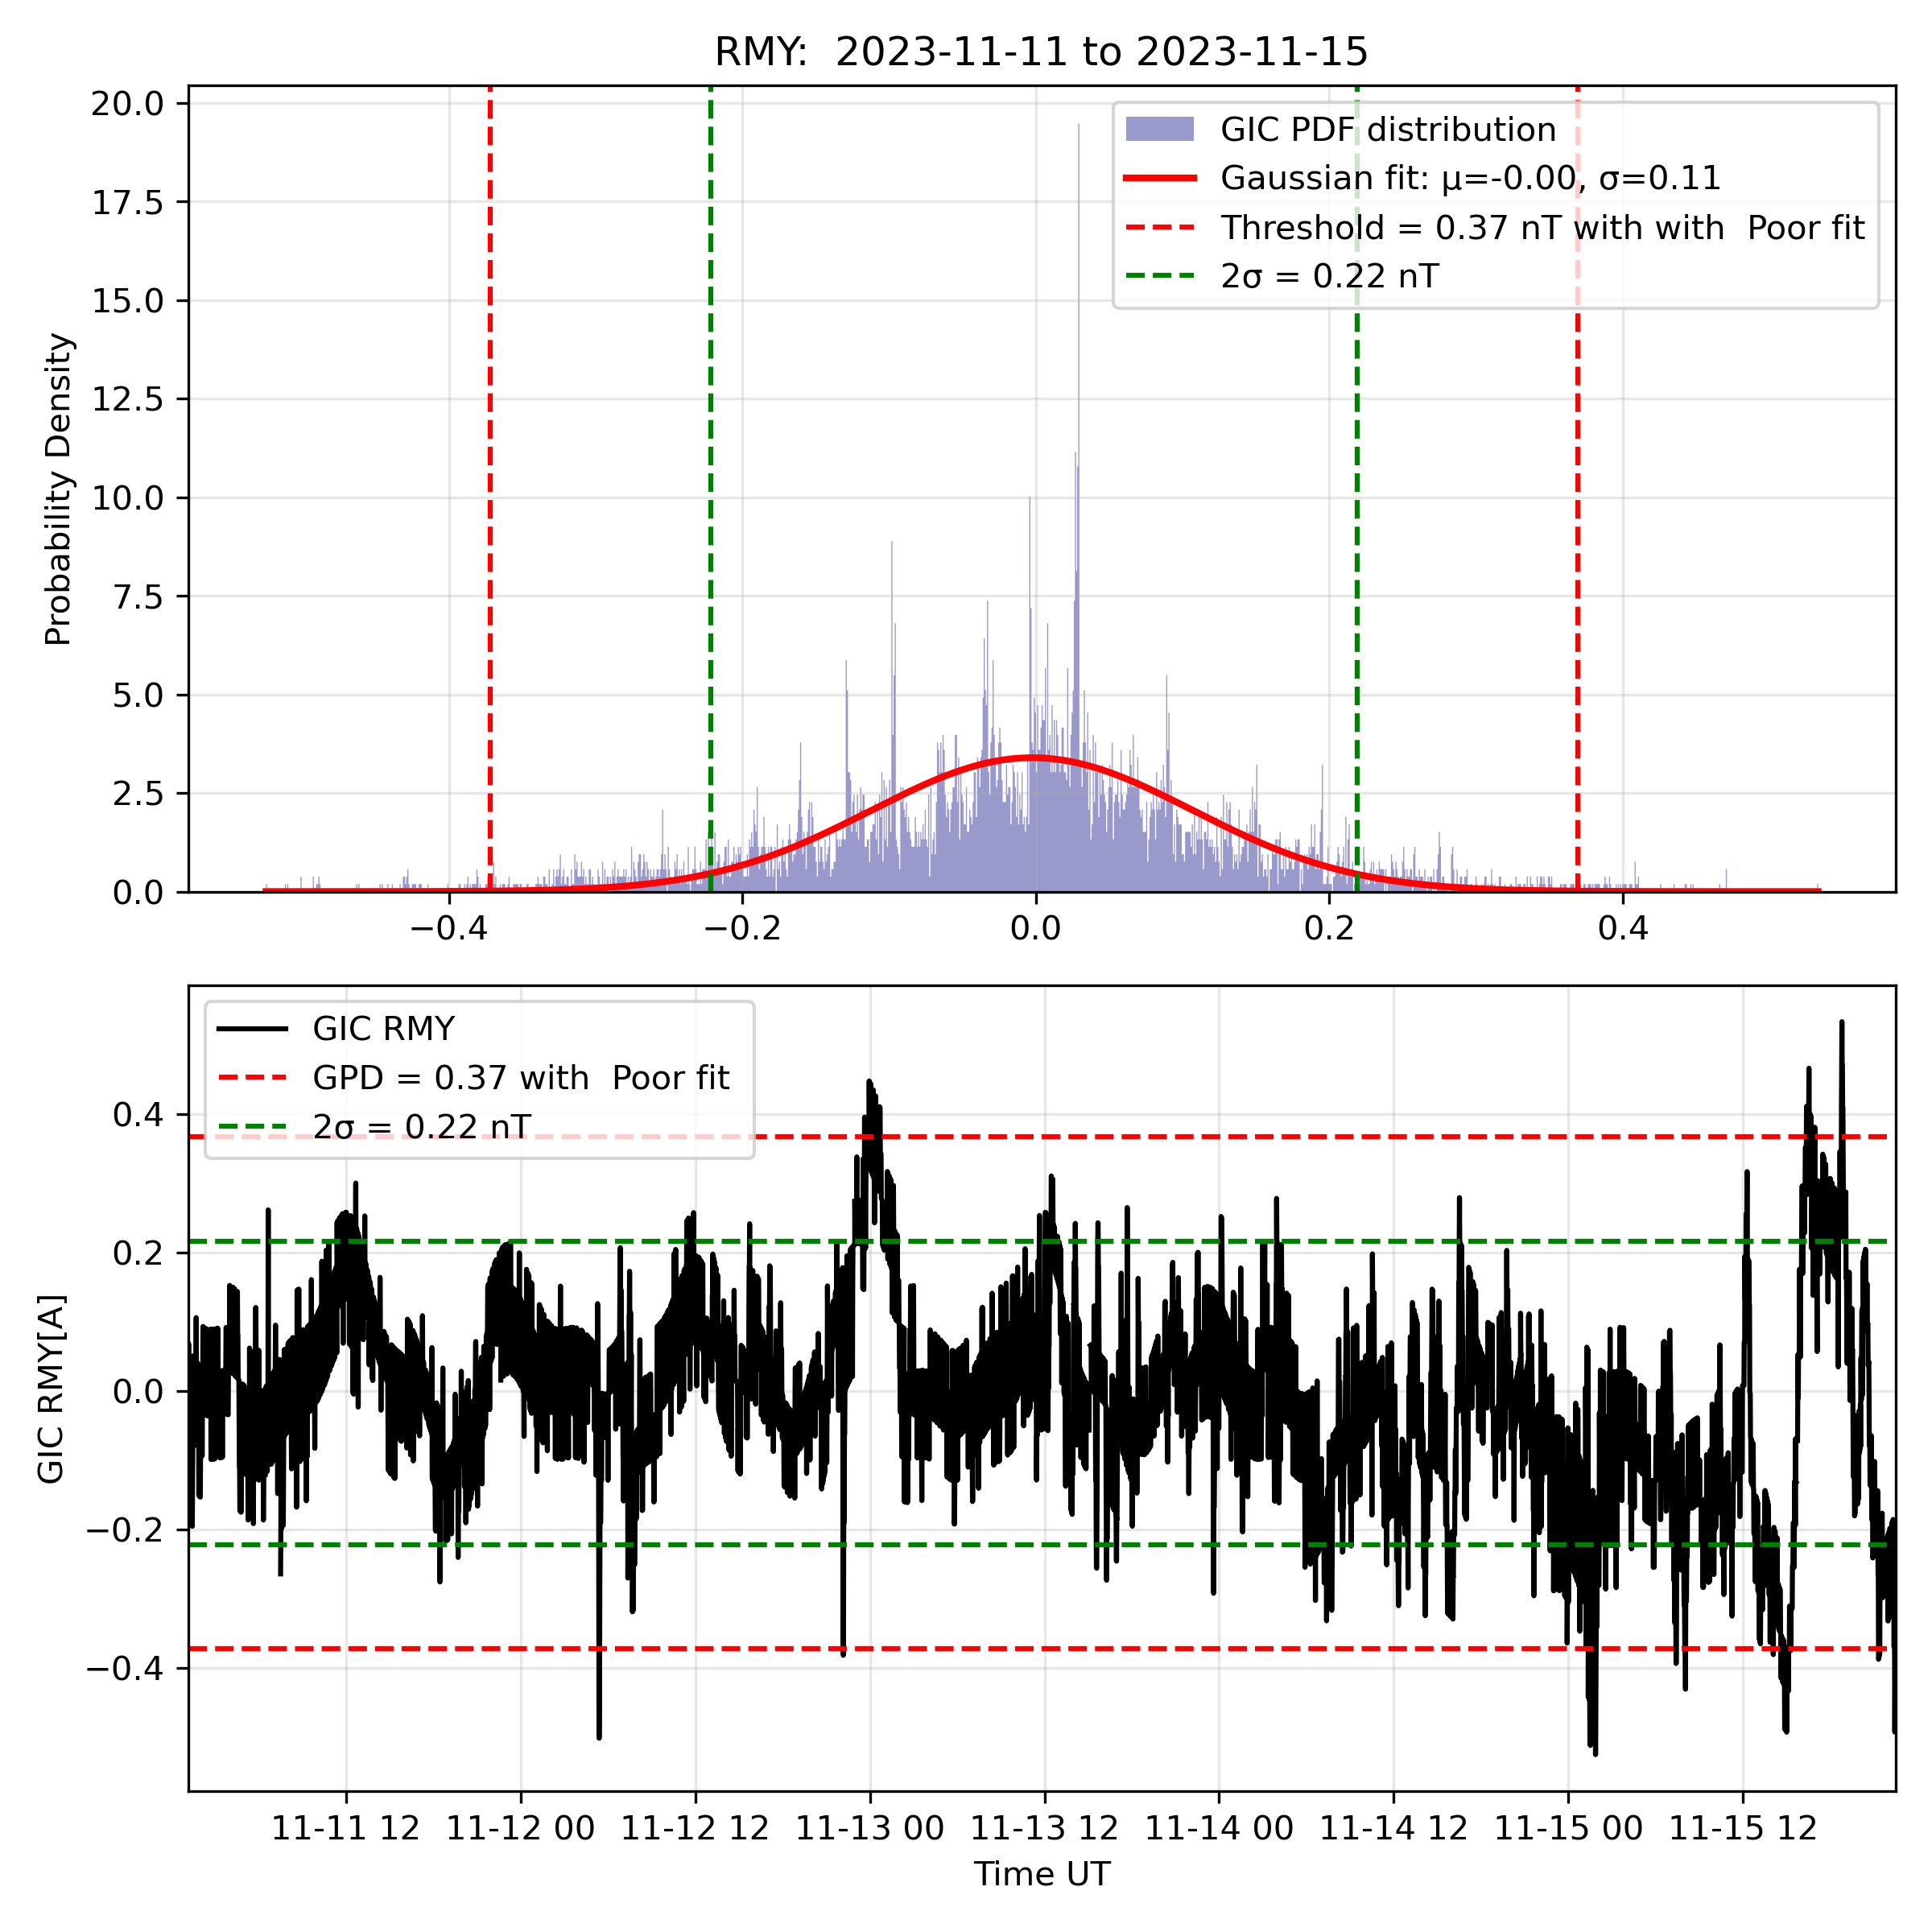 RMY:  2023-11-11 to 2023-11-15
20.0
17.5
15.0
12.5
10.0
7.5
5.0
2.5
0.0
Probability Density
GIC PDF distribution
Gaussian fit: μ=-0.00, σ=0.11
Threshold = 0.37 nT with with  Poor fit
2σ = 0.22 nT
−0.4
−0.2
0.0
0.2
0.4
GIC RMY
GPD = 0.37 with  Poor fit
2σ = 0.22 nT
0.4
0.2
0.0
−0.2
−0.4
GIC RMY[A]
11-11 12
11-12 00
11-12 12
11-13 00
11-13 12
11-14 00
11-14 12
11-15 00
11-15 12
Time UT